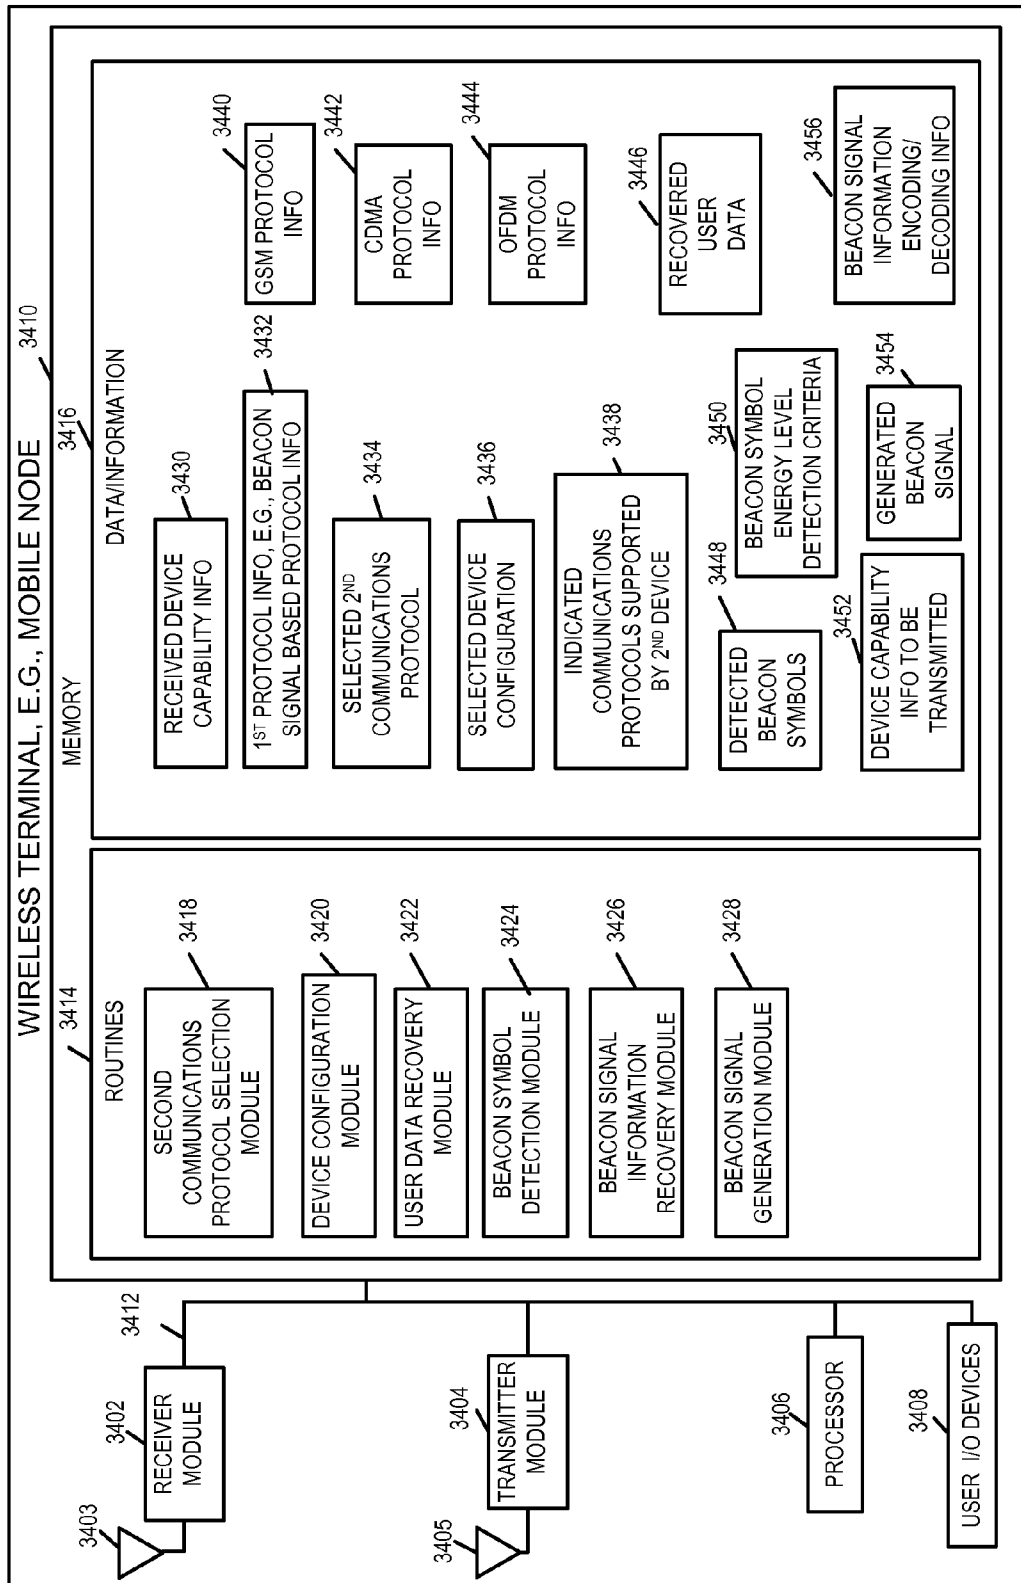 WIRELESS TERMINAL, E.G., MOBILE NODE
3410
MEMORY
3414
ROUTINES
3418
SECOND
COMMUNICATIONS
PROTOCOL SELECTION
MODULE
3420
DEVICE CONFIGURATION
MODULE
3422
USER DATA RECOVERY
MODULE
3424
BEACON SYMBOL
DETECTION MODULE
3426
BEACON SIGNAL
INFORMATION
RECOVERY MODULE
3428
BEACON SIGNAL
GENERATION MODULE
3416
DATA/INFORMATION
3430
RECEIVED DEVICE
CAPABILITY INFO
3432
1ST PROTOCOL INFO, E.G., BEACON
SIGNAL BASED PROTOCOL INFO
3434
SELECTED 2ND
COMMUNICATIONS
PROTOCOL
3436
SELECTED DEVICE
CONFIGURATION
3438
INDICATED
COMMUNICATIONS
PROTOCOLS SUPPORTED
BY 2ND DEVICE
3448
DETECTED
BEACON
SYMBOLS
3450
BEACON SYMBOL
ENERGY LEVEL
DETECTION CRITERIA
3452
DEVICE CAPABILITY
INFO TO BE
TRANSMITTED
3454
GENERATED
BEACON
SIGNAL
3440
GSM PROTOCOL
INFO
3442
CDMA
PROTOCOL
INFO
3444
OFDM
PROTOCOL
INFO
3446
RECOVERED
USER
DATA
3456
BEACON SIGNAL
INFORMATION
ENCODING/
DECODING INFO
3403
3402
RECEIVER
MODULE
3412
3405
3404
TRANSMITTER
MODULE
3406
PROCESSOR
3408
USER I/O DEVICES